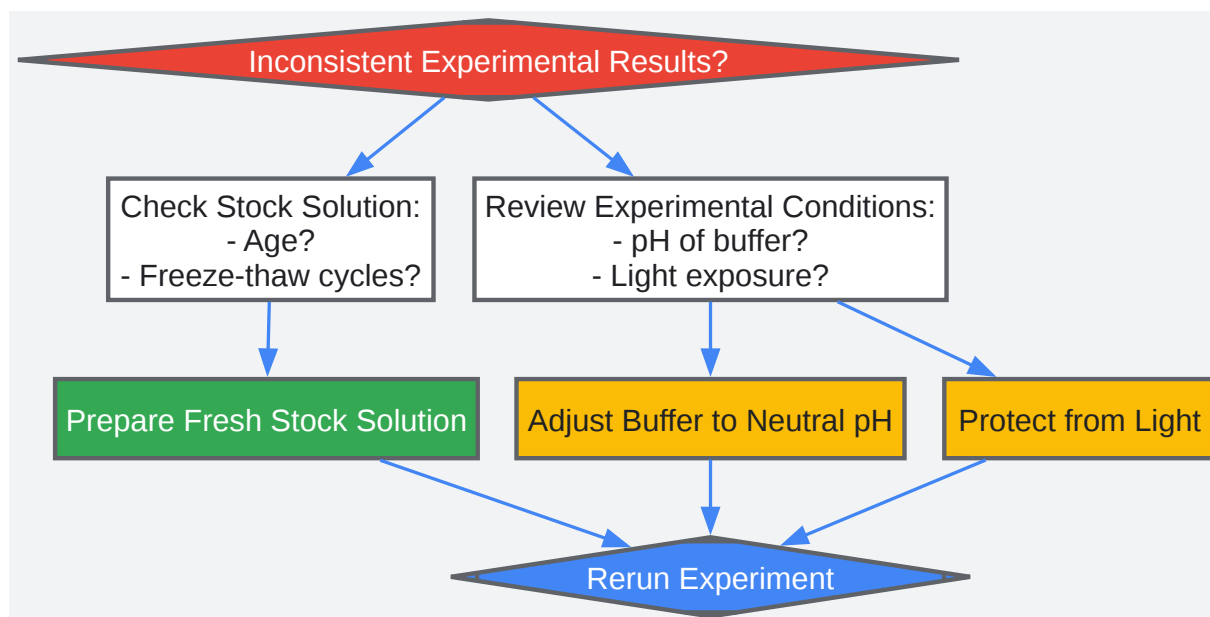 Inconsistent Experimental Results?
Check Stock Solution:
- Age?
- Freeze-thaw cycles?
Review Experimental Conditions:
- pH of buffer?
- Light exposure?
Prepare Fresh Stock Solution
Adjust Buffer to Neutral pH
Protect from Light
Rerun Experiment